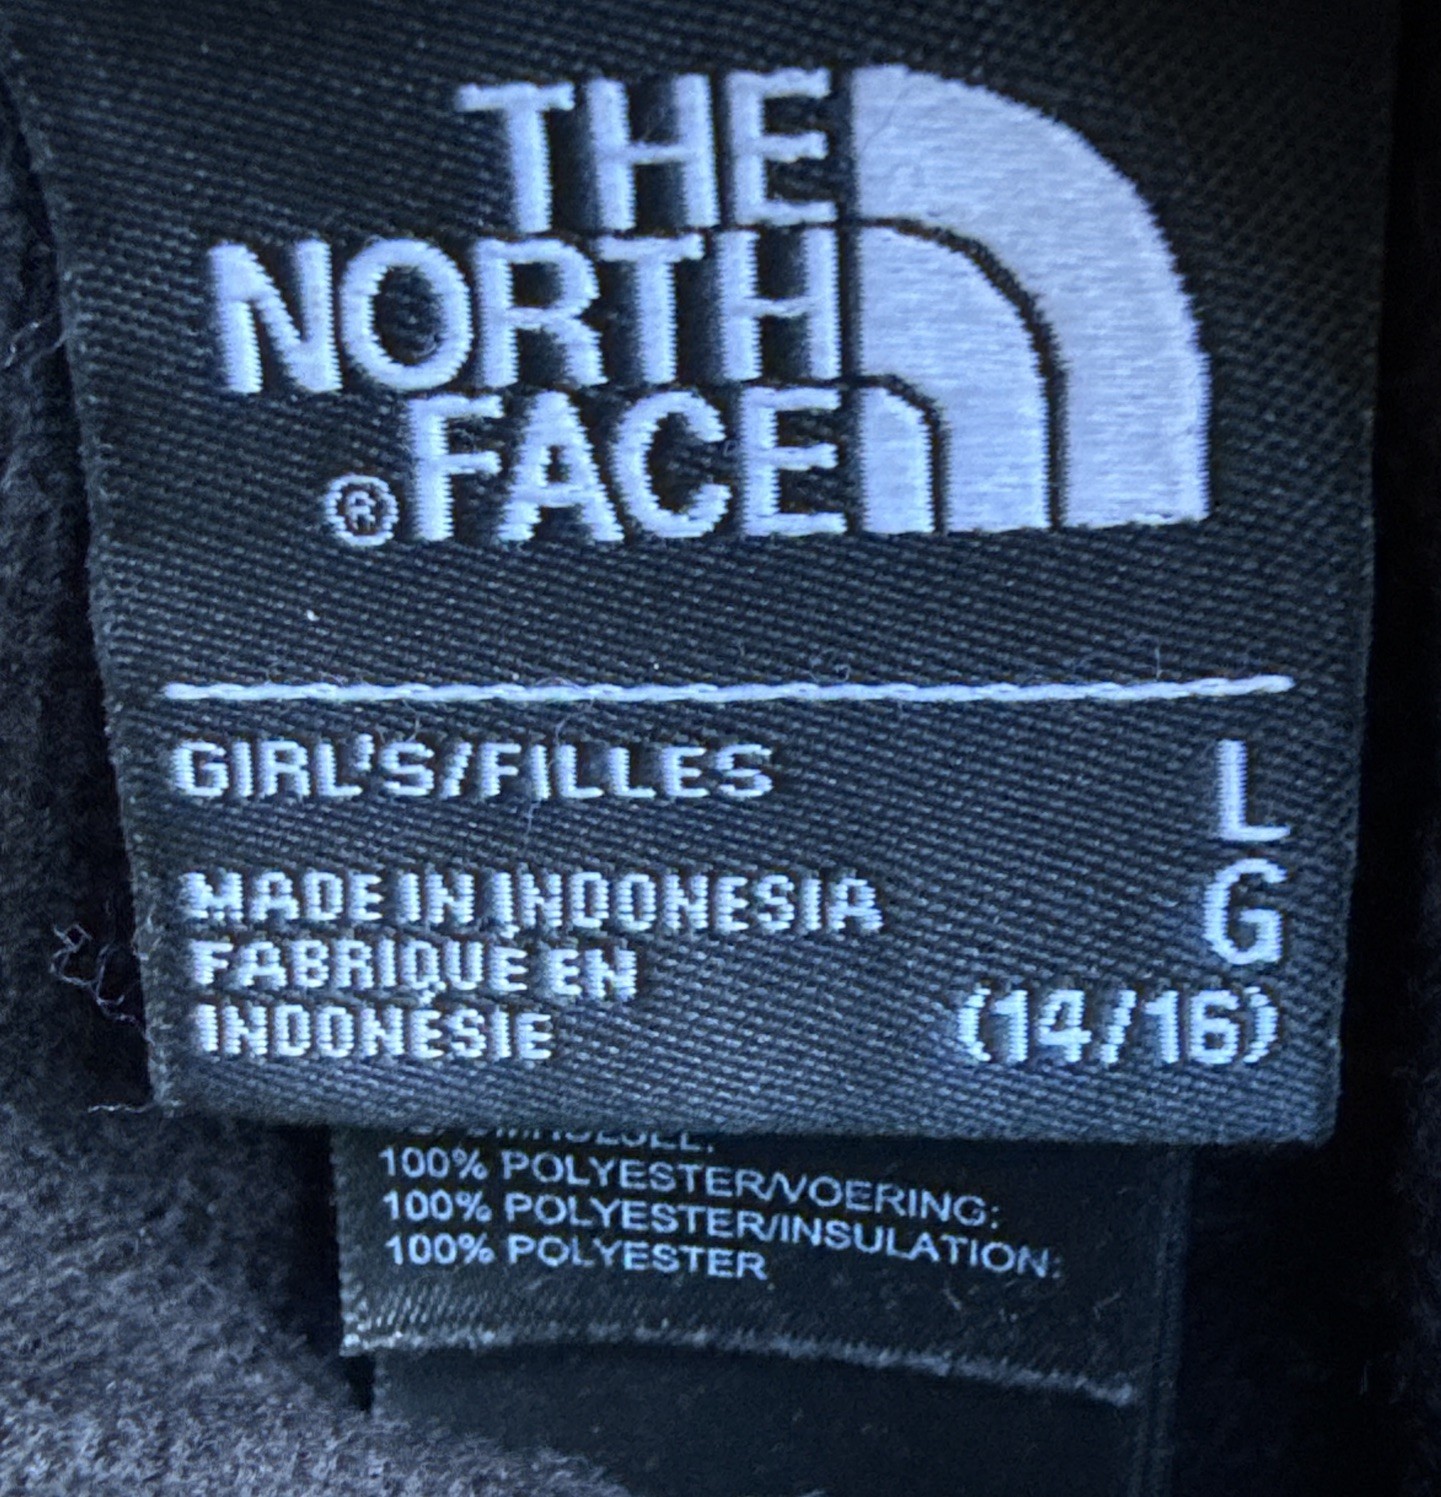 THE
NORTH
®FACE
GIRL'S/FILLES
L
MADE IN INDONESIA
G
FABRIQUÉ EN
INDONÉSIE
(14/16)
100% POLYESTER/VOERING:
100% POLYESTER/INSULATION:
100% POLYESTER